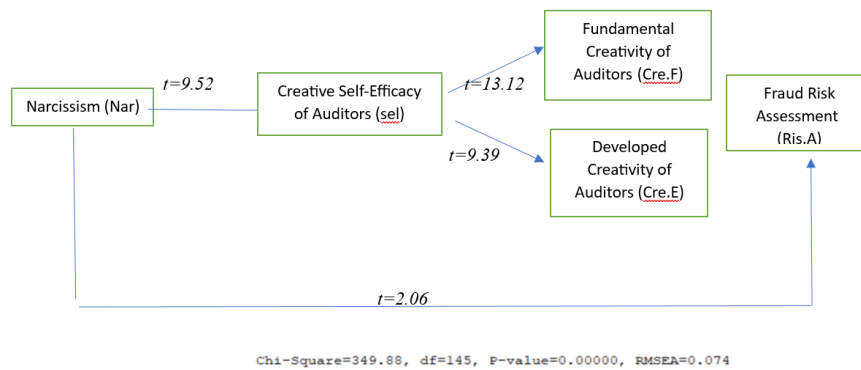 Fundamental
Creativity of
Auditors (Cre.F)
t=9.52
t=13.12
Narcissism (Nar)
Creative Self-Efficacy
of Auditors (sel)
Fraud Risk
Assessment
(Ris.A)
t=9.39
Developed
Creativity of
Auditors (Cre.E)
t=2.06
Chi-Square=349.88, df=145, P-value=0.00000, RMSEA=0.074